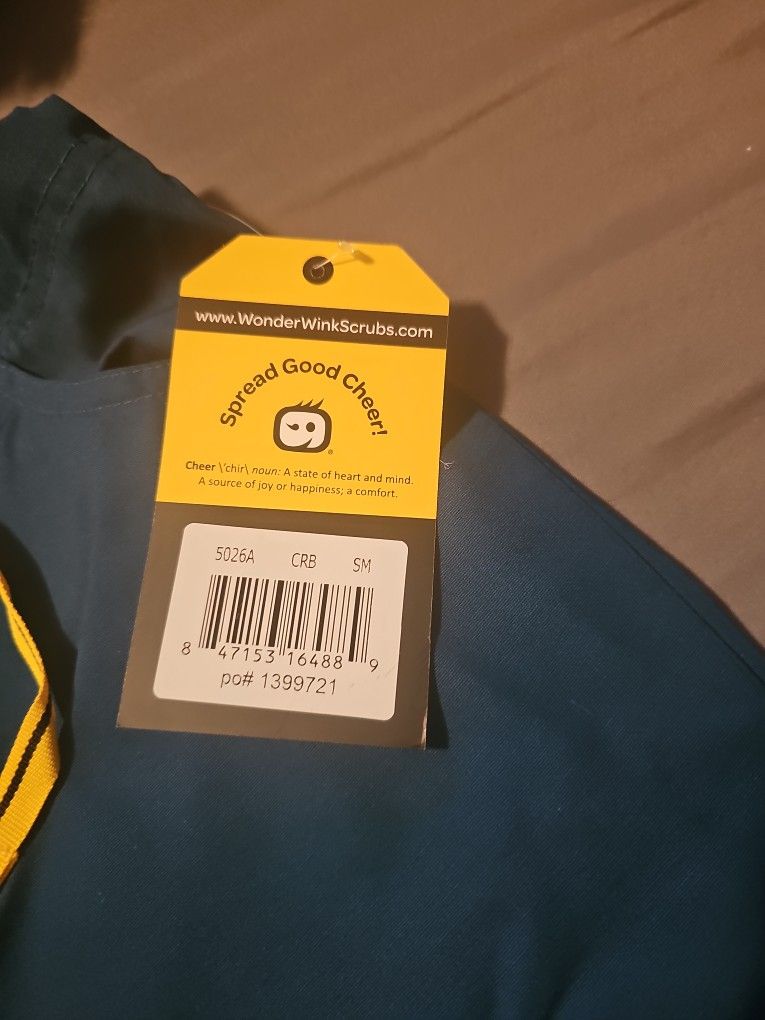 www.WonderWinkScrubs.com
Spread Good Cheer!
®
Cheer \'chir\ noun: A state of heart and mind.
A source of joy or happiness; a comfort.
5026A CRB SM
8 47153 16488 9
po# 1399721